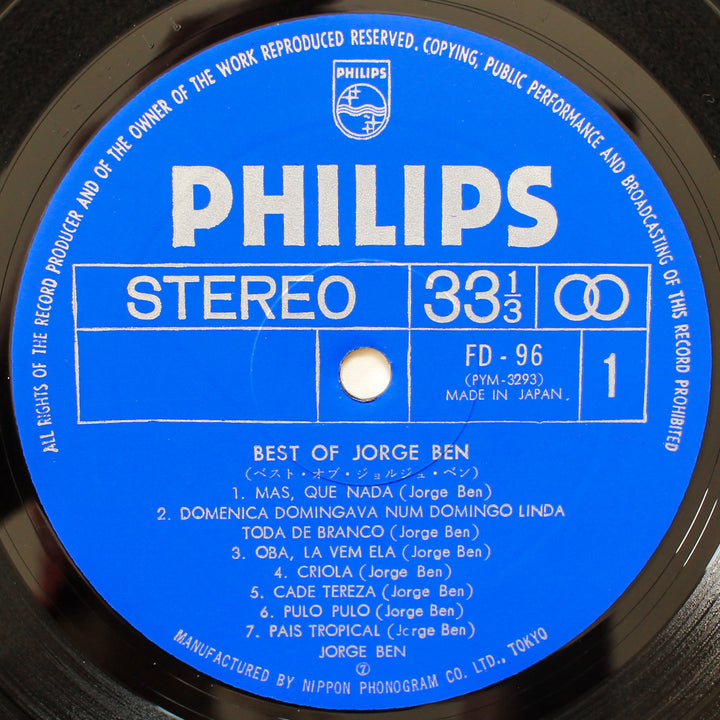 ALL RIGHTS OF THE RECORD PRODUCER AND OF THE OWNER OF THE WORK REPRODUCED RESERVED. COPYING, PUBLIC PERFORMANCE AND BROADCASTING OF THIS RECORD PROHIBITED
PHILIPS
PHILIPS
STEREO 33 1/3
FD - 96
(PYM-3293)
MADE IN JAPAN.
1
BEST OF JORGE BEN
(ベスト・オブ・ジョルジュ・ベン)
1. MAS, QUE NADA (Jorge Ben)
2. DOMENICA DOMINGAVA NUM DOMINGO LINDA
TODA DE BRANCO (Jorge Ben)
3. OBA, LA VEM ELA (Jorge Ben)
4. CRIOLA (Jorge Ben)
5. CADE TEREZA (Jorge Ben)
6. PULO PULO (Jorge Ben)
7. PAIS TROPICAL (Jorge Ben)
JORGE BEN
⑦
MANUFACTURED BY NIPPON PHONOGRAM CO. LTD., TOKYO